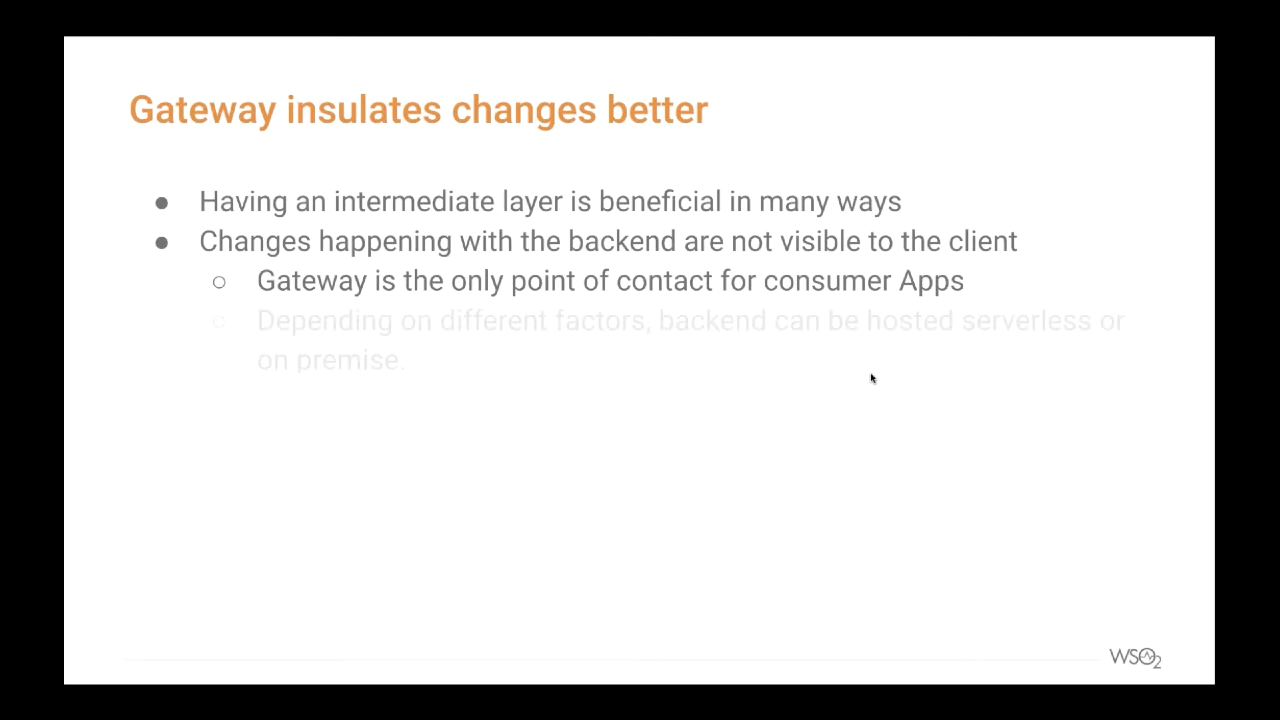 Gateway insulates changes better
● Having an intermediate layer is beneficial in many ways
● Changes happening with the backend are not visible to the client
○ Gateway is the only point of contact for consumer Apps
○ Depending on different factors, backend can be hosted serverless or
on premise.
WSO2